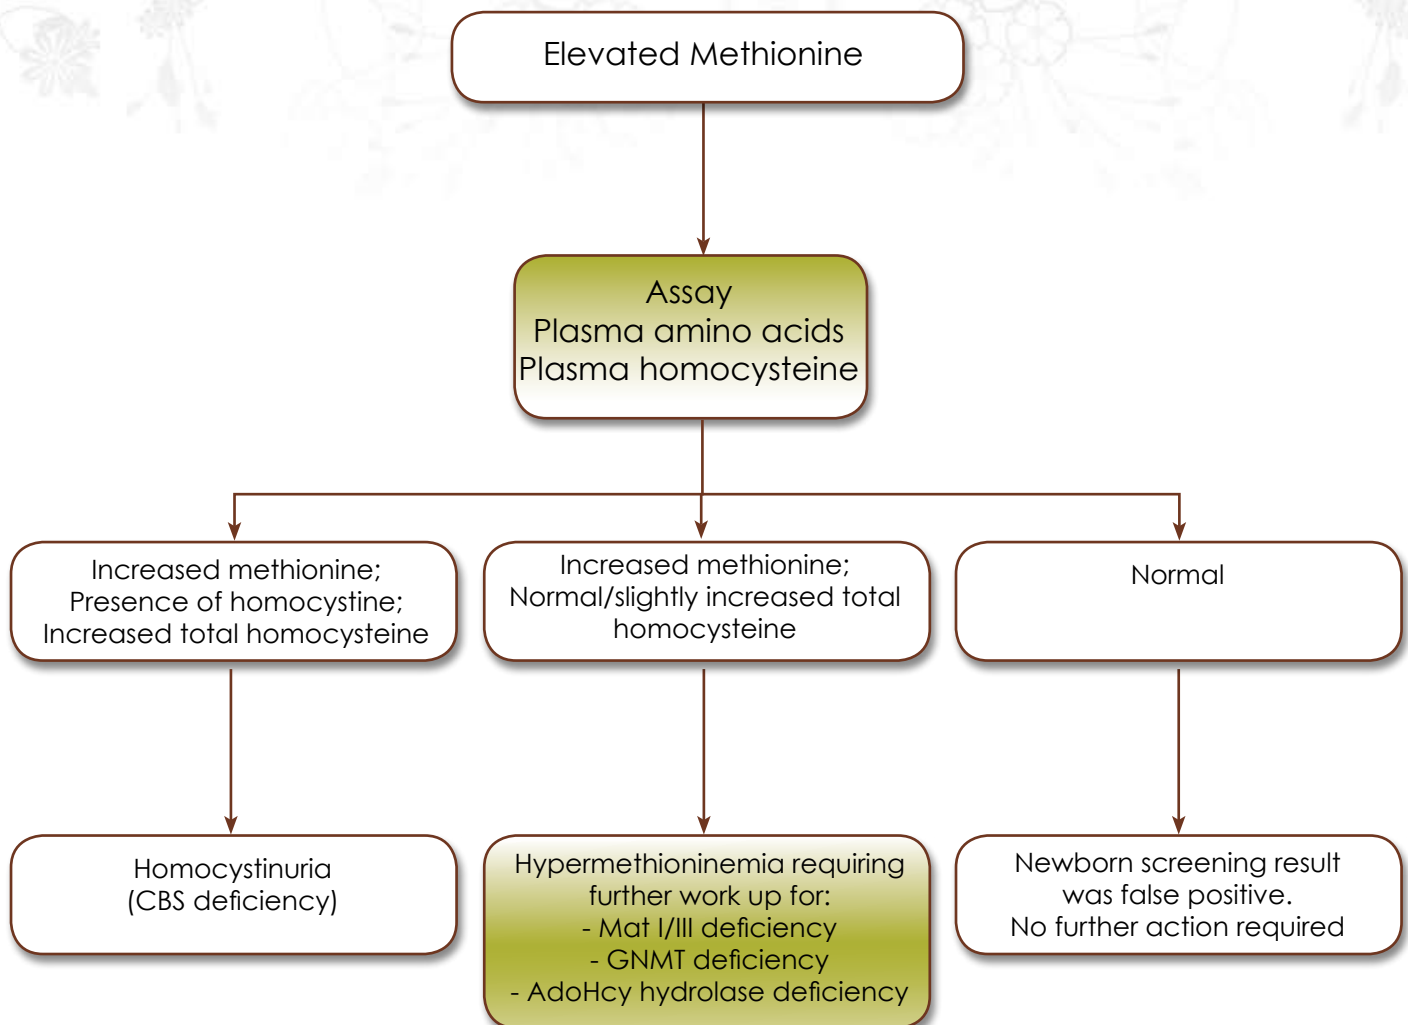 Elevated Methionine
Assay
Plasma amino acids
Plasma homocysteine
Increased methionine;
Presence of homocystine;
Increased total homocysteine
Increased methionine;
Normal/slightly increased total
homocysteine
Normal
Homocystinuria
(CBS deficiency)
Hypermethioninemia requiring
further work up for:
- Mat I/III deficiency
- GNMT deficiency
- AdoHcy hydrolase deficiency
Newborn screening result
was false positive.
No further action required